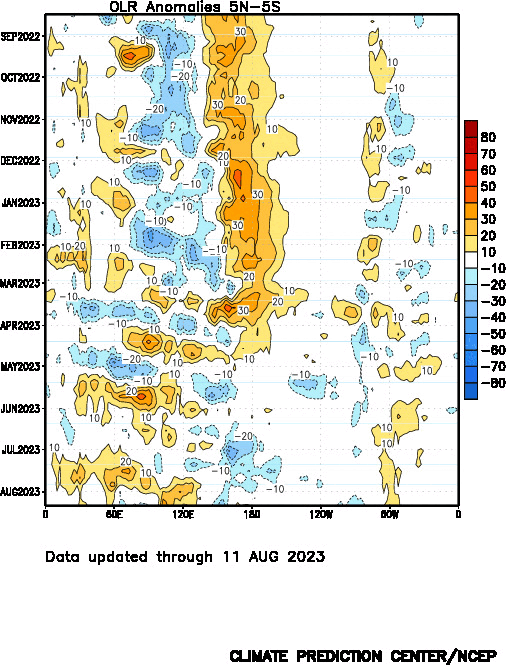 OLR Anomalies 5N-5S
SEP2022
OCT2022
NOV2022
DEC2022
JAN2023
FEB2023
MAR2023
APR2023
MAY2023
JUN2023
JUL2023
AUG2023
0 60E 120E 180 120W 60W 0
80
70
60
50
40
30
20
10
-10
-20
-30
-40
-50
-60
-70
-80
Data updated through 11 AUG 2023
CLIMATE PREDICTION CENTER/NCEP